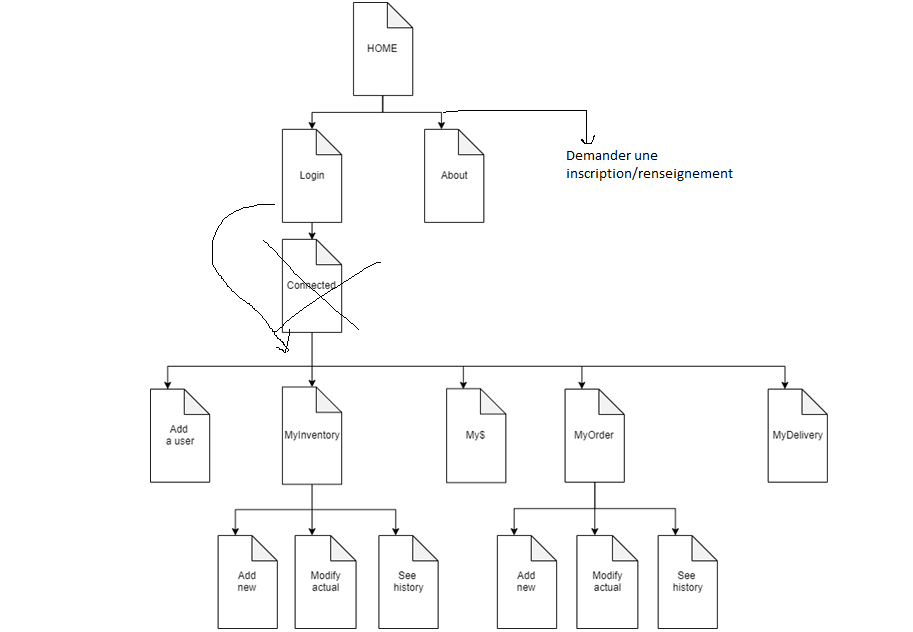 HOME
Login
About
Demander une
inscription/renseignement
Connected
Add
a user
MyInventory
My$
MyOrder
MyDelivery
Add
new
Modify
actual
See
history
Add
new
Modify
actual
See
history